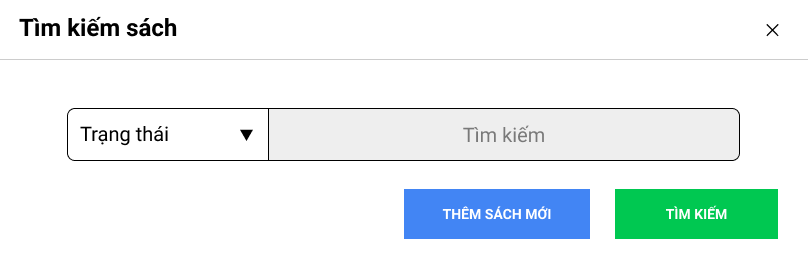 Tìm kiếm sách
Trạng thái
Tìm kiếm
THÊM SÁCH MỚI
TÌM KIẾM